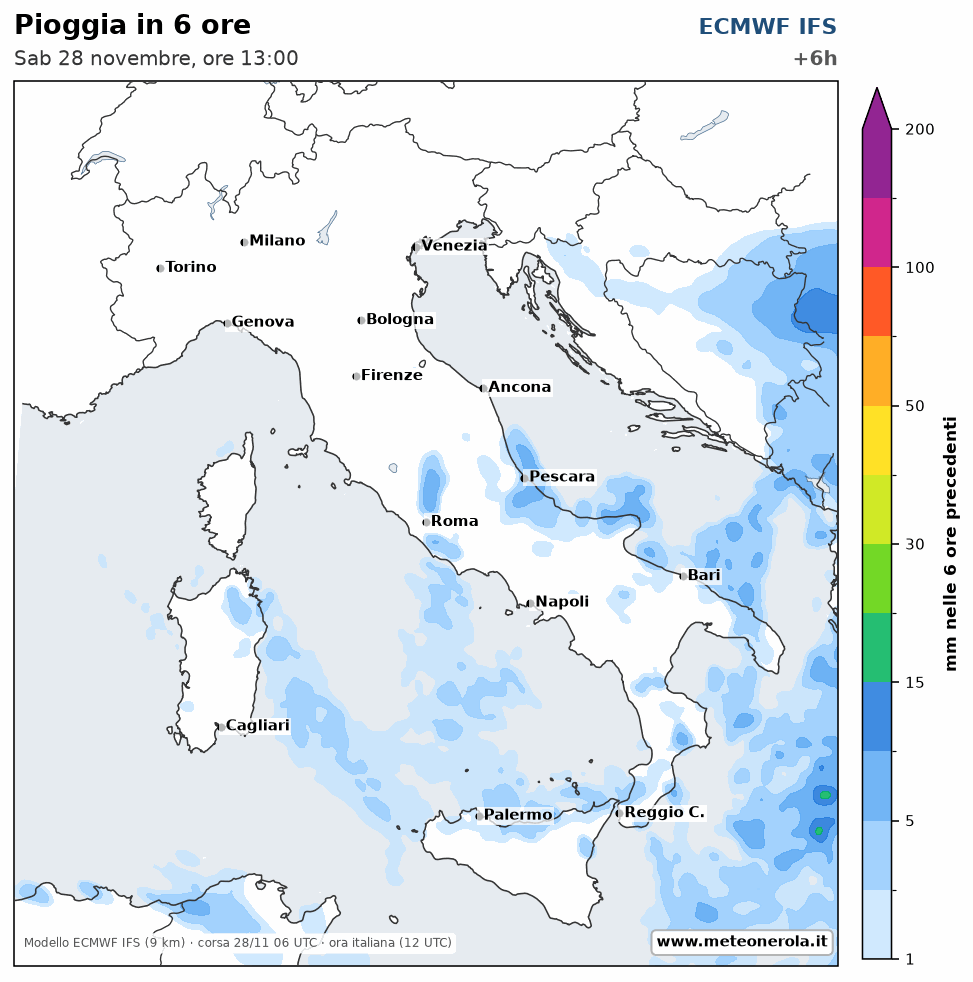 Pioggia in 6 ore
ECMWF IFS
Sab 28 novembre, ore 13:00
+6h
200
100
50
30
15
5
1
mm nelle 6 ore precedenti
Milano
Venezia
Torino
Genova
Bologna
Firenze
Ancona
Pescara
Roma
Bari
Napoli
Cagliari
Palermo
Reggio C.
Modello ECMWF IFS (9 km) · corsa 28/11 06 UTC · ora italiana (12 UTC)
www.meteonerola.it